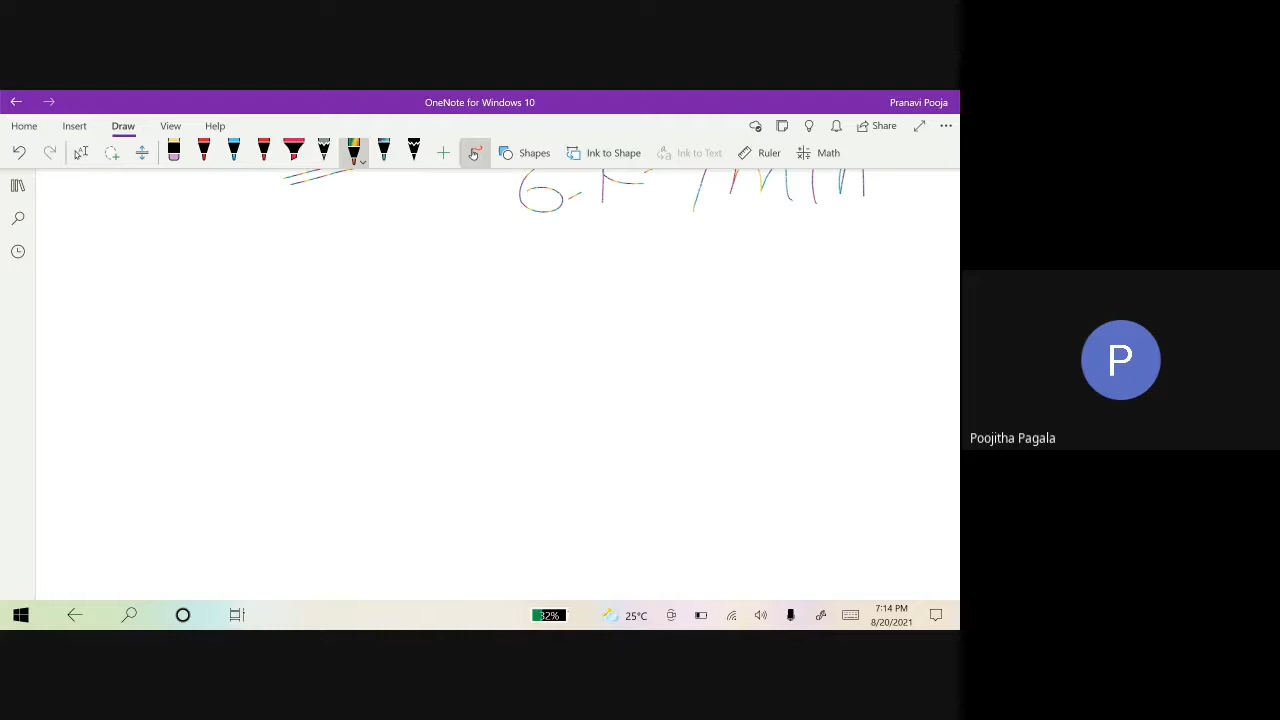 OneNote for Windows 10
Pranavi Pooja
Home Insert Draw View Help
Share
Shapes Ink to Shape Ink to Text Ruler Math
P
Poojitha Pagala
32%
25°C
7:14 PM
8/20/2021